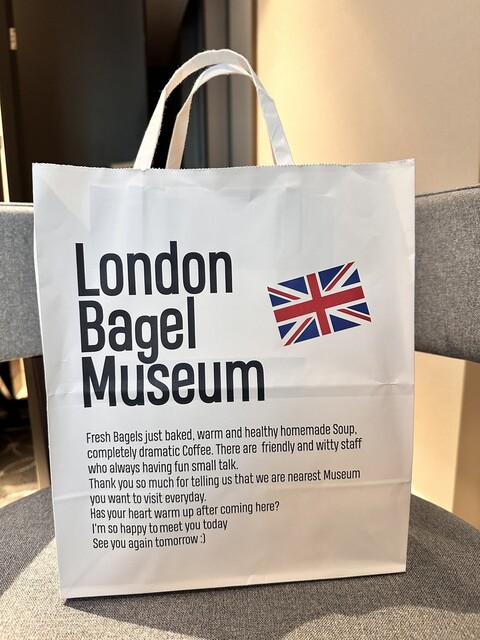 London
Bagel
Museum
Fresh Bagels just baked, warm and healthy homemade Soup,
completely dramatic Coffee. There are friendly and witty staff
who always having fun small talk.
Thank you so much for telling us that we are nearest Museum
you want to visit everyday.
Has your heart warm up after coming here?
I'm so happy to meet you today
See you again tomorrow :)